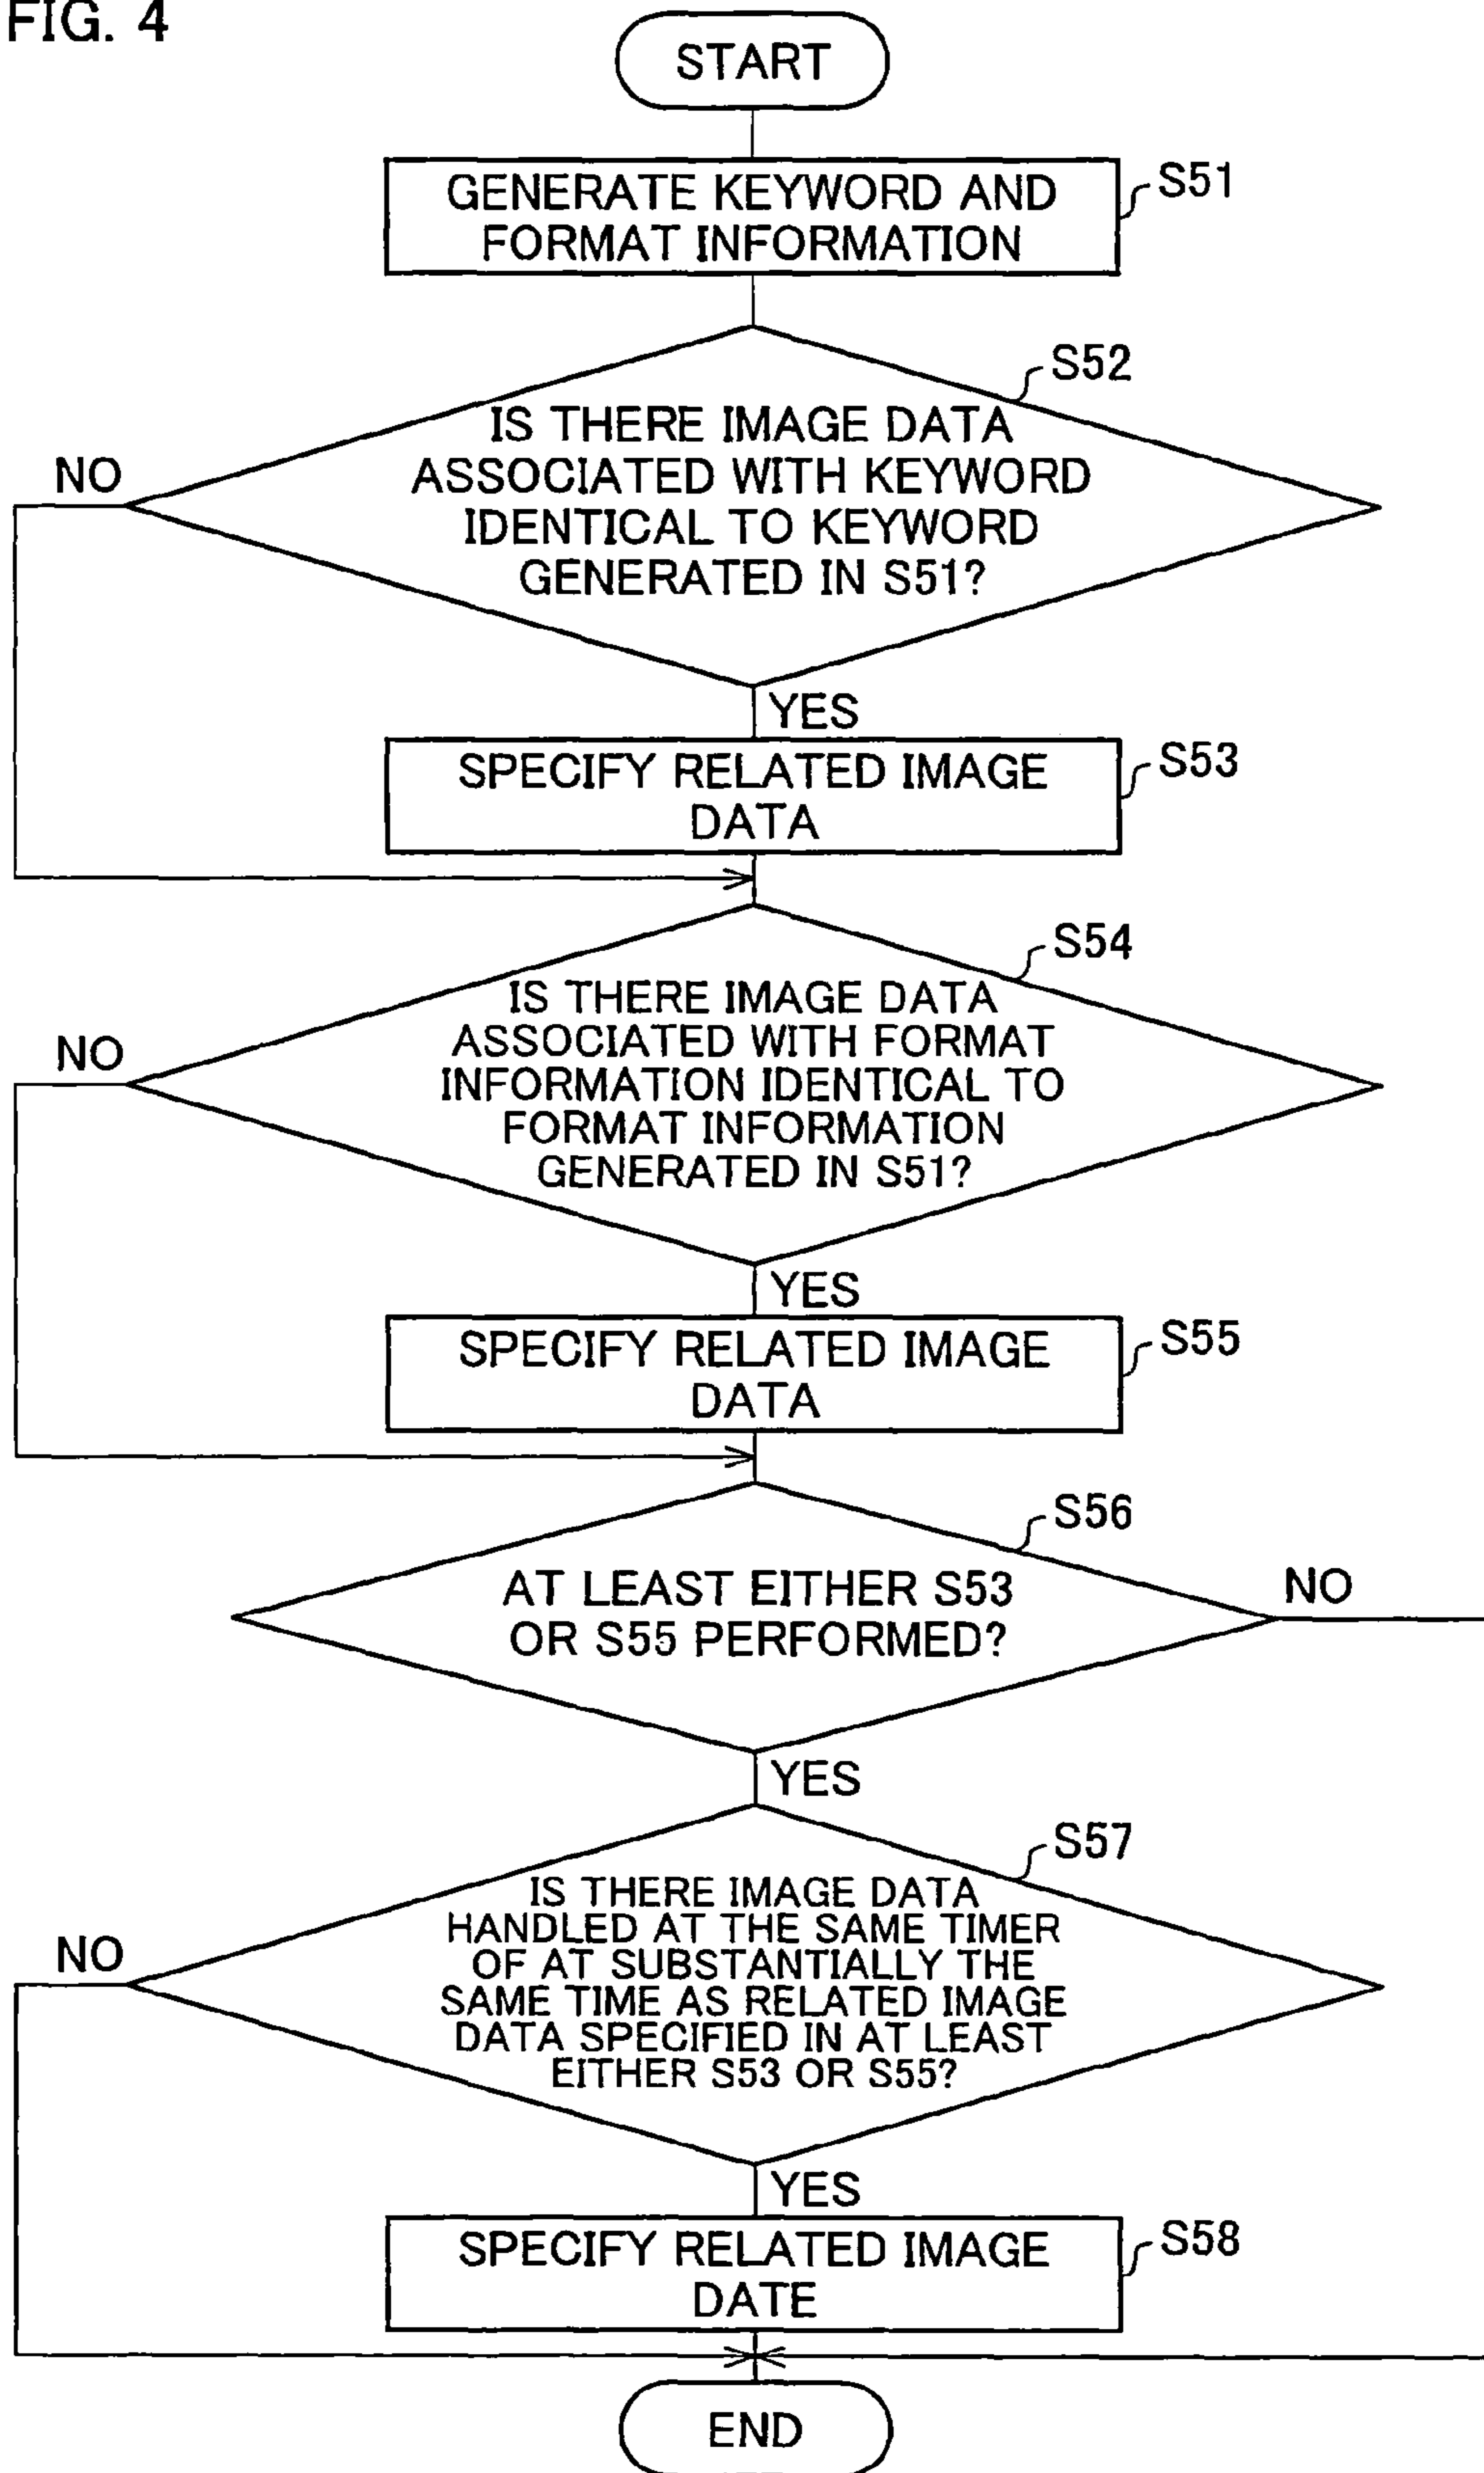 FIG. 4
START
GENERATE KEYWORD AND
FORMAT INFORMATION
S51
S52
IS THERE IMAGE DATA
ASSOCIATED WITH KEYWORD
IDENTICAL TO KEYWORD
GENERATED IN S51?
NO
YES
SPECIFY RELATED IMAGE
DATA
S53
S54
IS THERE IMAGE DATA
ASSOCIATED WITH FORMAT
INFORMATION IDENTICAL TO
FORMAT INFORMATION
GENERATED IN S51?
NO
YES
SPECIFY RELATED IMAGE
DATA
S55
S56
AT LEAST EITHER S53
OR S55 PERFORMED?
NO
YES
S57
IS THERE IMAGE DATA
HANDLED AT THE SAME TIMER
OF AT SUBSTANTIALLY THE
SAME TIME AS RELATED IMAGE
DATA SPECIFIED IN AT LEAST
EITHER S53 OR S55?
NO
YES
SPECIFY RELATED IMAGE
DATE
S58
END